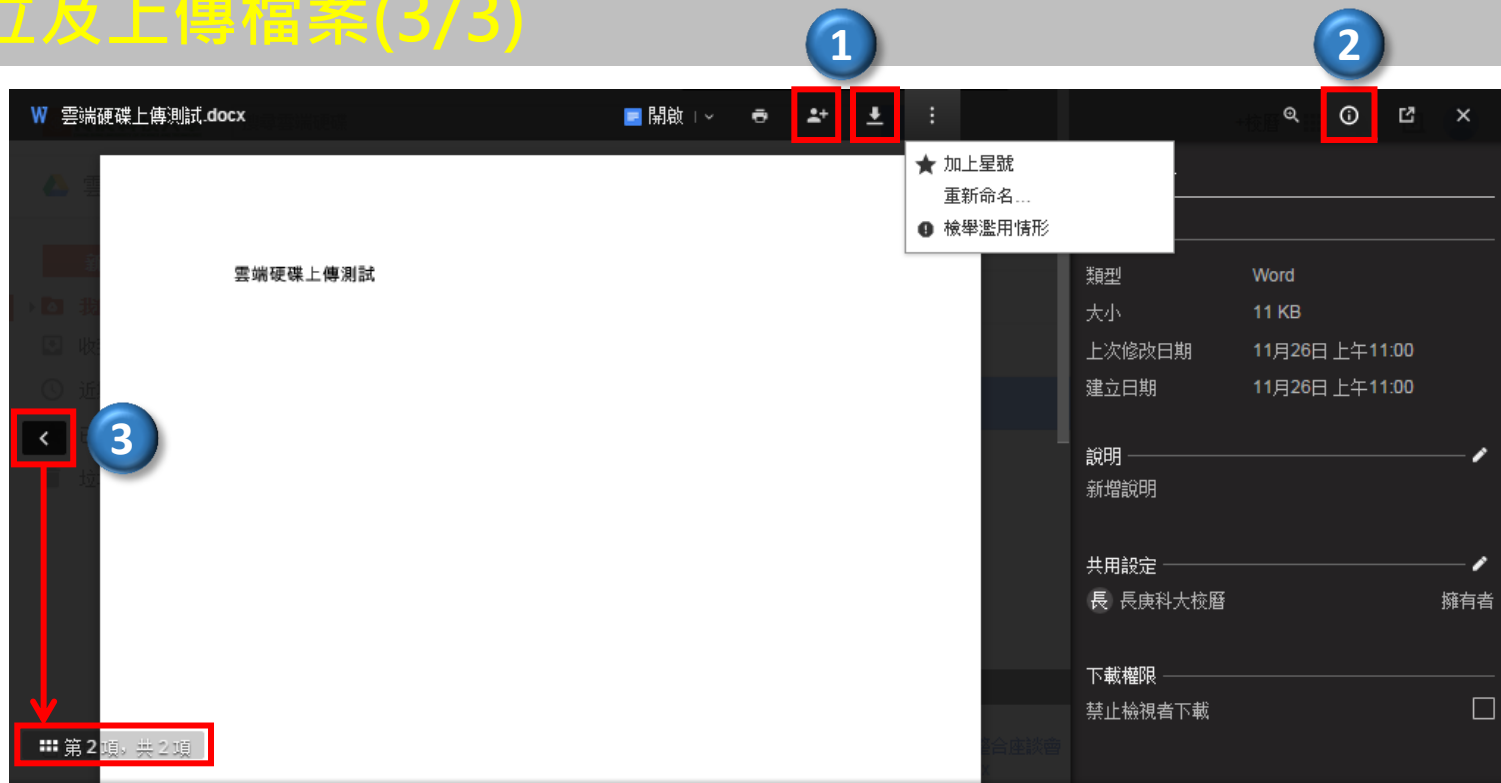 立及上傳檔案(3/3)
1
2
W 雲端硬碟上傳測試.docx
開啟
加上星號
重新命名...
檢舉濫用情形
雲端硬碟上傳測試
類型 Word
大小 11 KB
上次修改日期 11月26日 上午11:00
建立日期 11月26日 上午11:00
3
說明
新增說明
共用設定
長 長庚科大校曆 擁有者
下載權限
禁止檢視者下載
第 2 項，共 2 項